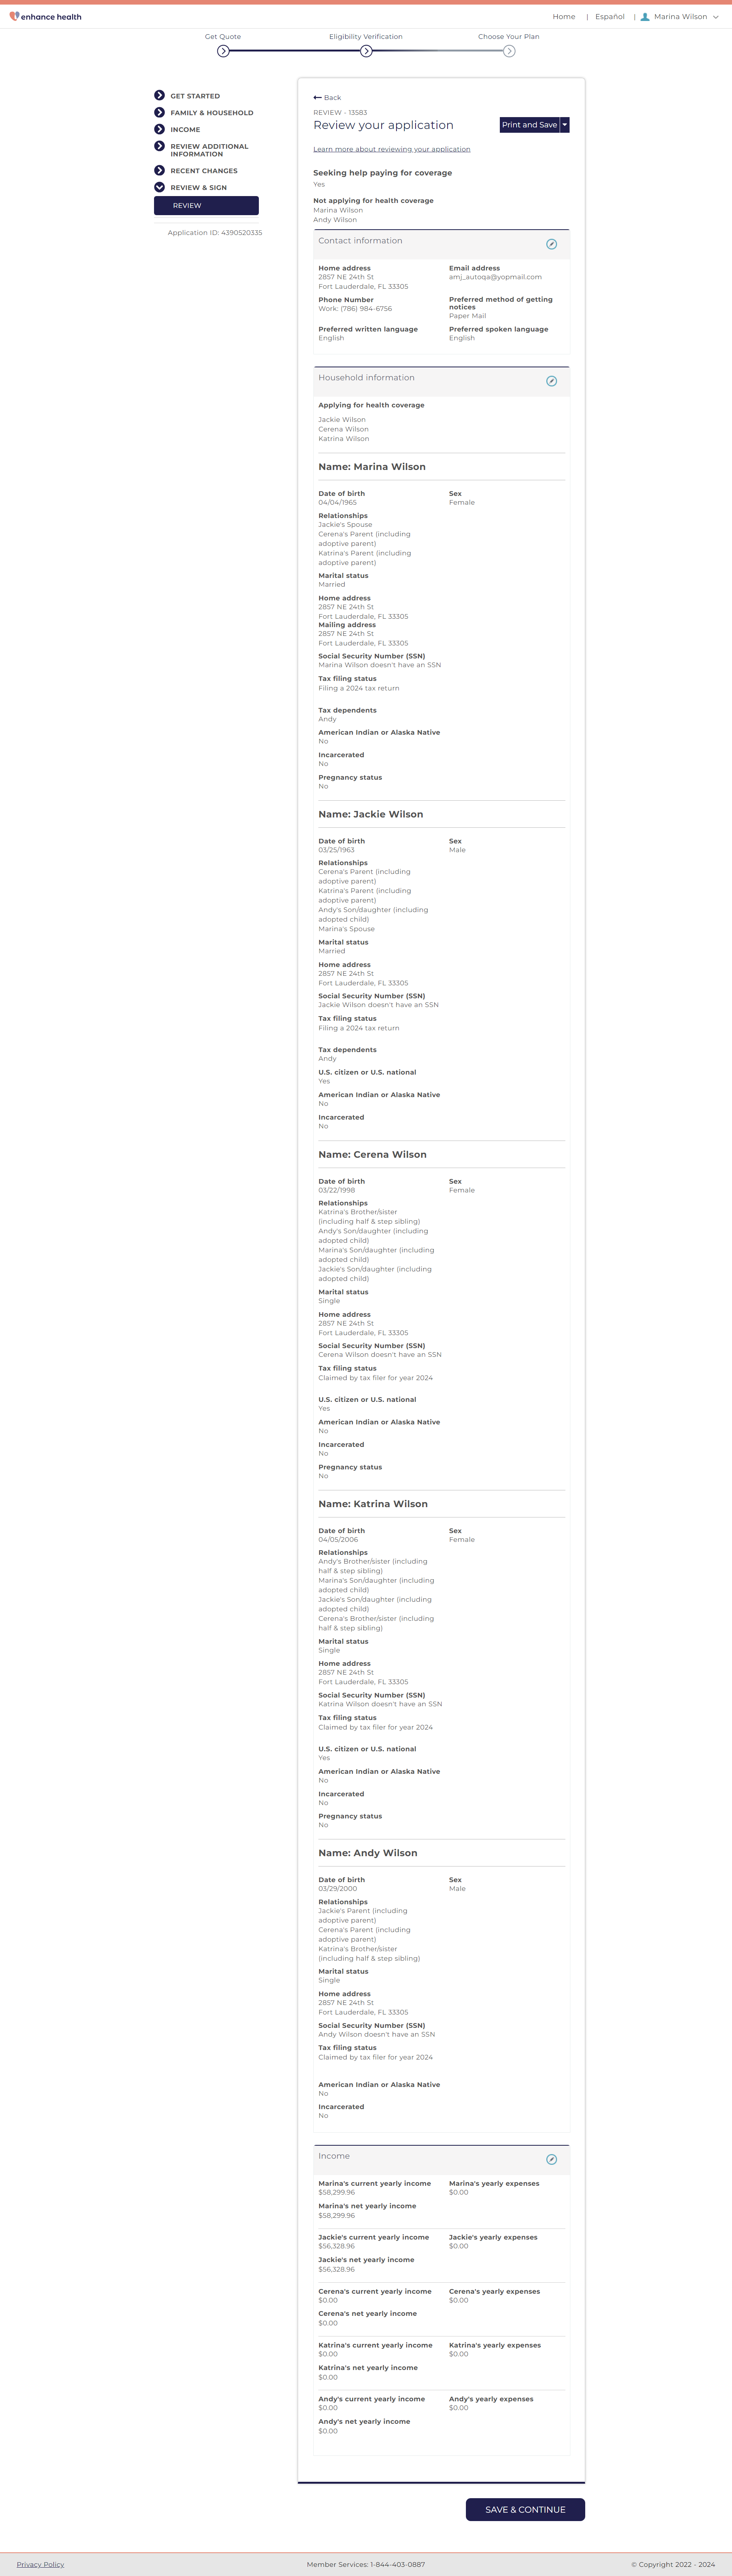 enhance health
Home | Español | Marina Wilson
Get Quote
Eligibility Verification
Choose Your Plan
GET STARTED
FAMILY & HOUSEHOLD
INCOME
REVIEW ADDITIONAL
INFORMATION
RECENT CHANGES
REVIEW & SIGN
REVIEW
Application ID: 4390520335
Back
REVIEW - 13583
Review your application
Print and Save
Learn more about reviewing your application
Seeking help paying for coverage
Yes
Not applying for health coverage
Marina Wilson
Andy Wilson
Contact information
Home address
2857 NE 24th St
Fort Lauderdale, FL 33305
Email address
amj_autoqa@yopmail.com
Phone Number
Work: (786) 984-6756
Preferred method of getting
notices
Paper Mail
Preferred written language
English
Preferred spoken language
English
Household information
Applying for health coverage
Jackie Wilson
Cerena Wilson
Katrina Wilson
Name: Marina Wilson
Date of birth
04/04/1965
Sex
Female
Relationships
Jackie's Spouse
Cerena's Parent (including
adoptive parent)
Katrina's Parent (including
adoptive parent)
Marital status
Married
Home address
2857 NE 24th St
Fort Lauderdale, FL 33305
Mailing address
2857 NE 24th St
Fort Lauderdale, FL 33305
Social Security Number (SSN)
Marina Wilson doesn't have an SSN
Tax filing status
Filing a 2024 tax return
Tax dependents
Andy
American Indian or Alaska Native
No
Incarcerated
No
Pregnancy status
No
Name: Jackie Wilson
Date of birth
03/25/1963
Sex
Male
Relationships
Cerena's Parent (including
adoptive parent)
Katrina's Parent (including
adoptive parent)
Andy's Son/daughter (including
adopted child)
Marina's Spouse
Marital status
Married
Home address
2857 NE 24th St
Fort Lauderdale, FL 33305
Social Security Number (SSN)
Jackie Wilson doesn't have an SSN
Tax filing status
Filing a 2024 tax return
Tax dependents
Andy
U.S. citizen or U.S. national
Yes
American Indian or Alaska Native
No
Incarcerated
No
Name: Cerena Wilson
Date of birth
03/22/1998
Sex
Female
Relationships
Katrina's Brother/sister
(including half & step sibling)
Andy's Son/daughter (including
adopted child)
Marina's Son/daughter (including
adopted child)
Jackie's Son/daughter (including
adopted child)
Marital status
Single
Home address
2857 NE 24th St
Fort Lauderdale, FL 33305
Social Security Number (SSN)
Cerena Wilson doesn't have an SSN
Tax filing status
Claimed by tax filer for year 2024
U.S. citizen or U.S. national
Yes
American Indian or Alaska Native
No
Incarcerated
No
Pregnancy status
No
Name: Katrina Wilson
Date of birth
04/05/2006
Sex
Female
Relationships
Andy's Brother/sister (including
half & step sibling)
Marina's Son/daughter (including
adopted child)
Jackie's Son/daughter (including
adopted child)
Cerena's Brother/sister (including
half & step sibling)
Marital status
Single
Home address
2857 NE 24th St
Fort Lauderdale, FL 33305
Social Security Number (SSN)
Katrina Wilson doesn't have an SSN
Tax filing status
Claimed by tax filer for year 2024
U.S. citizen or U.S. national
Yes
American Indian or Alaska Native
No
Incarcerated
No
Pregnancy status
No
Name: Andy Wilson
Date of birth
03/29/2000
Sex
Male
Relationships
Jackie's Parent (including
adoptive parent)
Cerena's Parent (including
adoptive parent)
Katrina's Brother/sister
(including half & step sibling)
Marital status
Single
Home address
2857 NE 24th St
Fort Lauderdale, FL 33305
Social Security Number (SSN)
Andy Wilson doesn't have an SSN
Tax filing status
Claimed by tax filer for year 2024
American Indian or Alaska Native
No
Incarcerated
No
Income
Marina's current yearly income
$58,299.96
Marina's yearly expenses
$0.00
Marina's net yearly income
$58,299.96
Jackie's current yearly income
$56,328.96
Jackie's yearly expenses
$0.00
Jackie's net yearly income
$56,328.96
Cerena's current yearly income
$0.00
Cerena's yearly expenses
$0.00
Cerena's net yearly income
$0.00
Katrina's current yearly income
$0.00
Katrina's yearly expenses
$0.00
Katrina's net yearly income
$0.00
Andy's current yearly income
$0.00
Andy's yearly expenses
$0.00
Andy's net yearly income
$0.00
SAVE & CONTINUE
Privacy Policy
Member Services: 1-844-403-0887
© Copyright 2022 - 2024